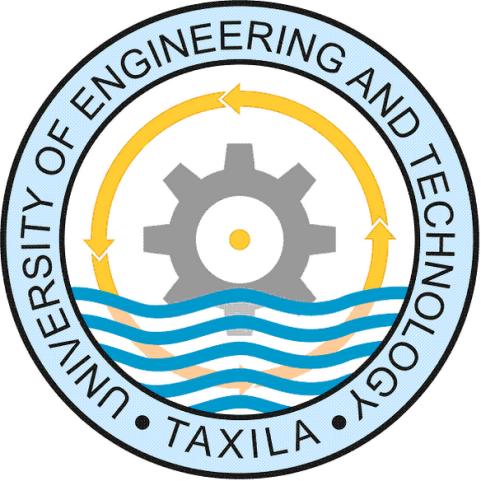 UNIVERSITY OF ENGINEERING AND TECHNOLOGY
• TAXILA •